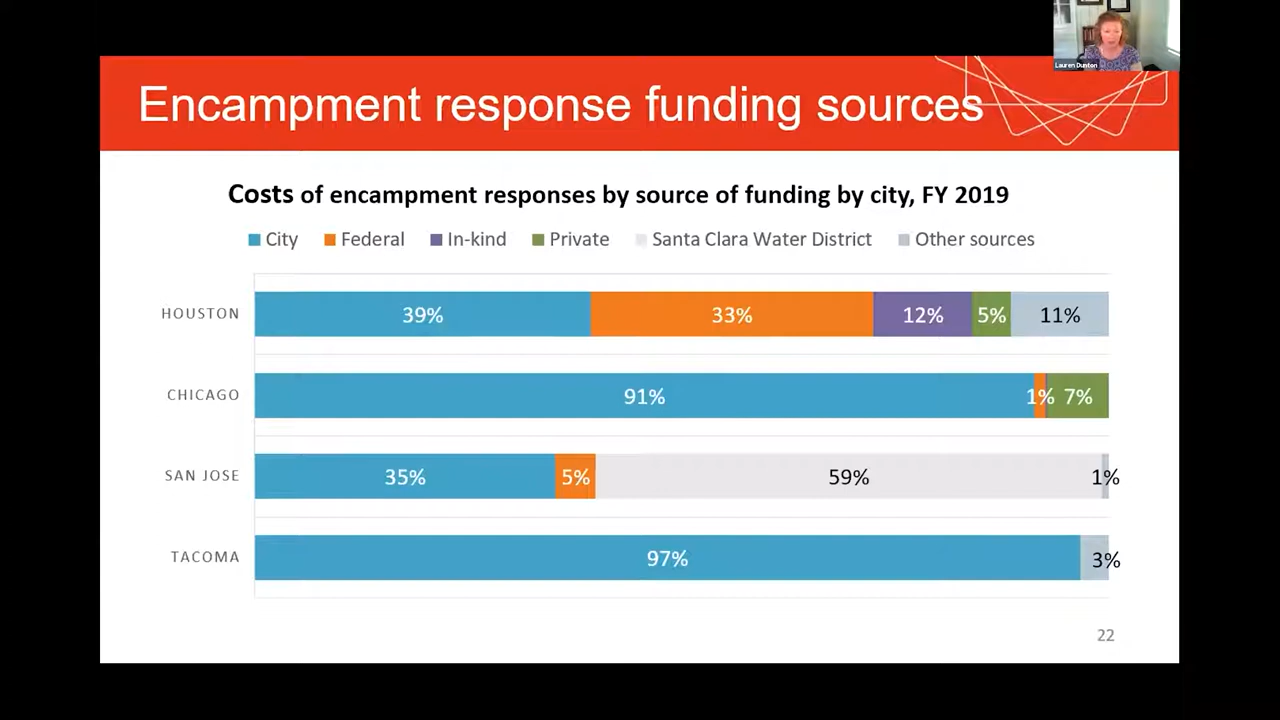 Lauren Dunton
Encampment response funding sources
Costs of encampment responses by source of funding by city, FY 2019
City Federal In-kind Private Santa Clara Water District Other sources
HOUSTON 39% 33% 12% 5% 11%
CHICAGO 91% 1% 7%
SAN JOSE 35% 5% 59% 1%
TACOMA 97% 3%
22